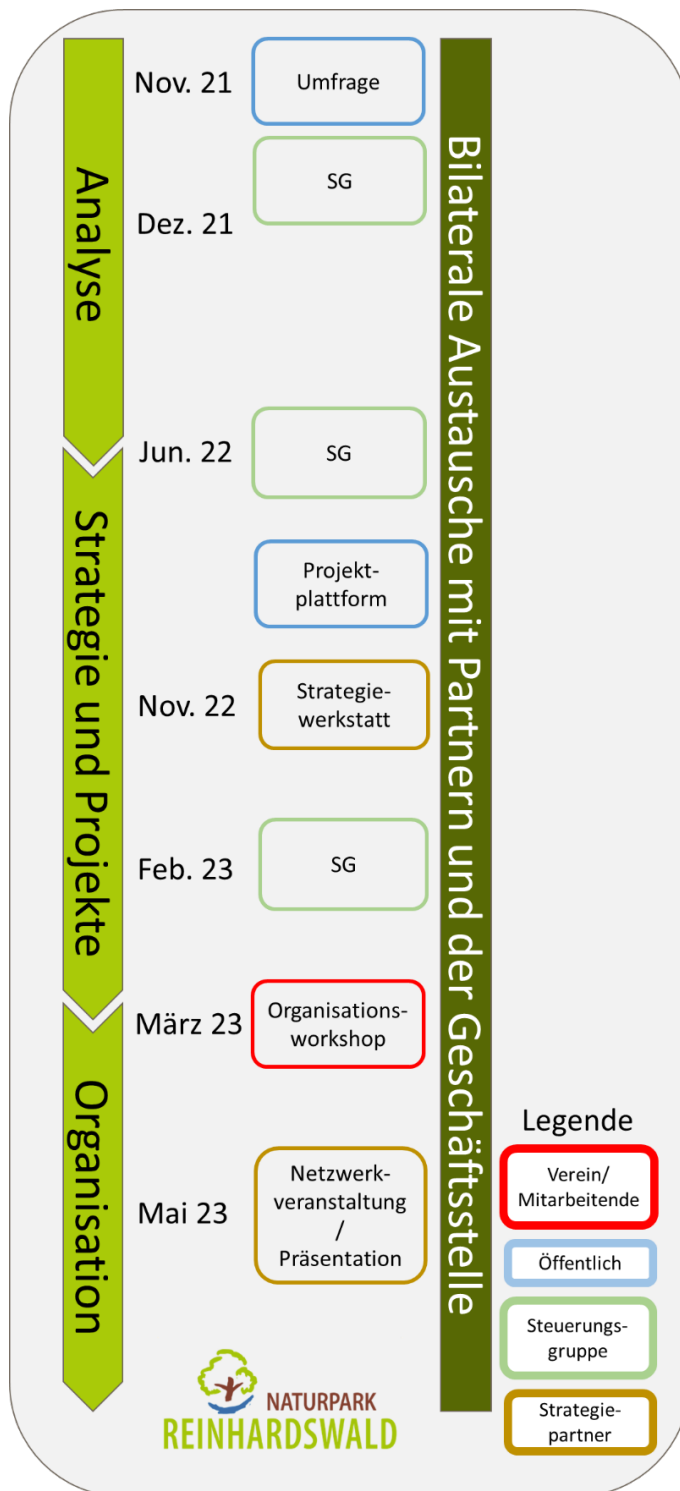 Analyse
Strategie und Projekte
Organisation
Nov. 21
Umfrage
SG
Dez. 21
Jun. 22
SG
Projekt-
plattform
Nov. 22
Strategie-
werkstatt
Feb. 23
SG
März 23
Organisations-
workshop
Mai 23
Netzwerk-
veranstaltung
/
Präsentation
Bilaterale Austausche mit Partnern und der Geschäftsstelle
Legende
Verein/
Mitarbeitende
Öffentlich
Steuerungs-
gruppe
Strategie-
partner
NATURPARK
REINHARDSWALD